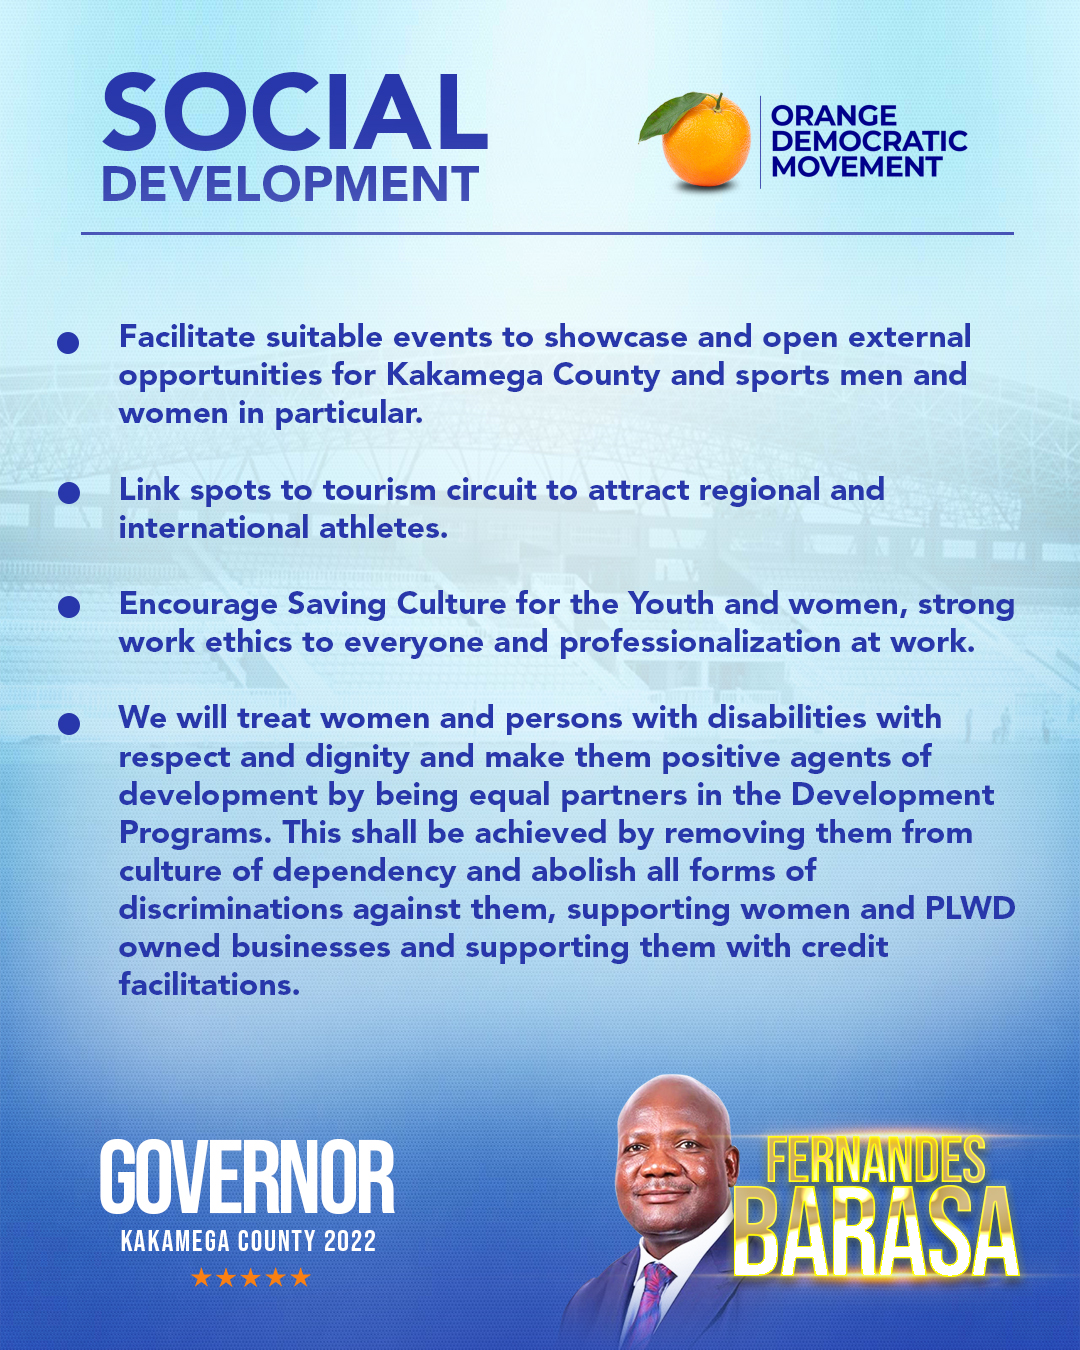 SOCIAL
DEVELOPMENT
ORANGE
DEMOCRATIC
MOVEMENT
Facilitate suitable events to showcase and open external
opportunities for Kakamega County and sports men and
women in particular.
Link spots to tourism circuit to attract regional and
international athletes.
Encourage Saving Culture for the Youth and women, strong
work ethics to everyone and professionalization at work.
We will treat women and persons with disabilities with
respect and dignity and make them positive agents of
development by being equal partners in the Development
Programs. This shall be achieved by removing them from
culture of dependency and abolish all forms of
discriminations against them, supporting women and PLWD
owned businesses and supporting them with credit
facilitations.
GOVERNOR
KAKAMEGA COUNTY 2022
FERNANDES
BARASA